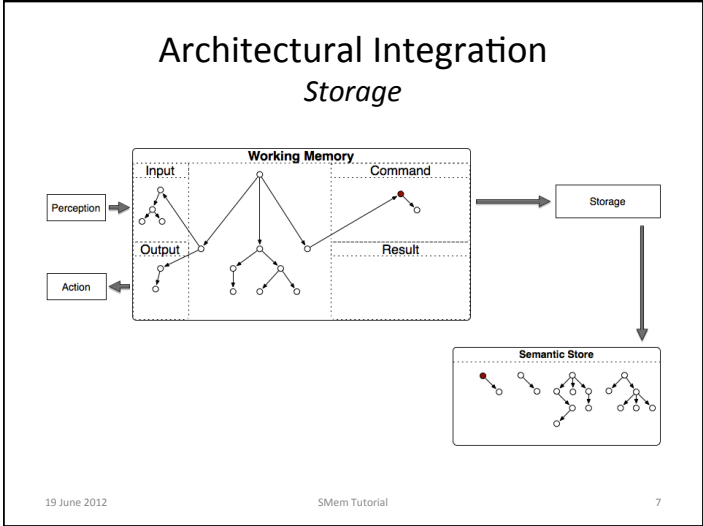 Architectural Integration
Storage
Working Memory
Input
Command
Perception
Storage
Output
Result
Action
Semantic Store
19 June 2012
SMem Tutorial
7